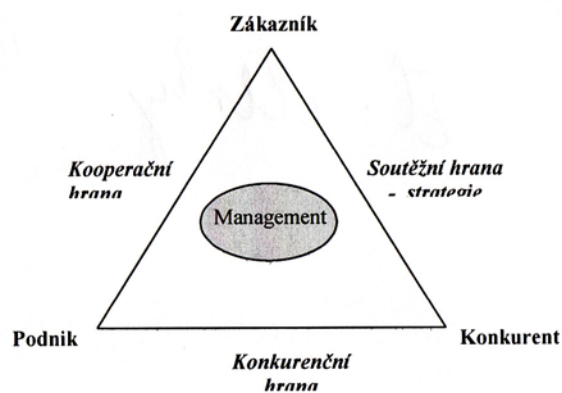 Zákazník
Kooperační
hrana
Soutěžní hrana
- strategie
Management
Podnik
Konkurent
Konkurenční
hrana